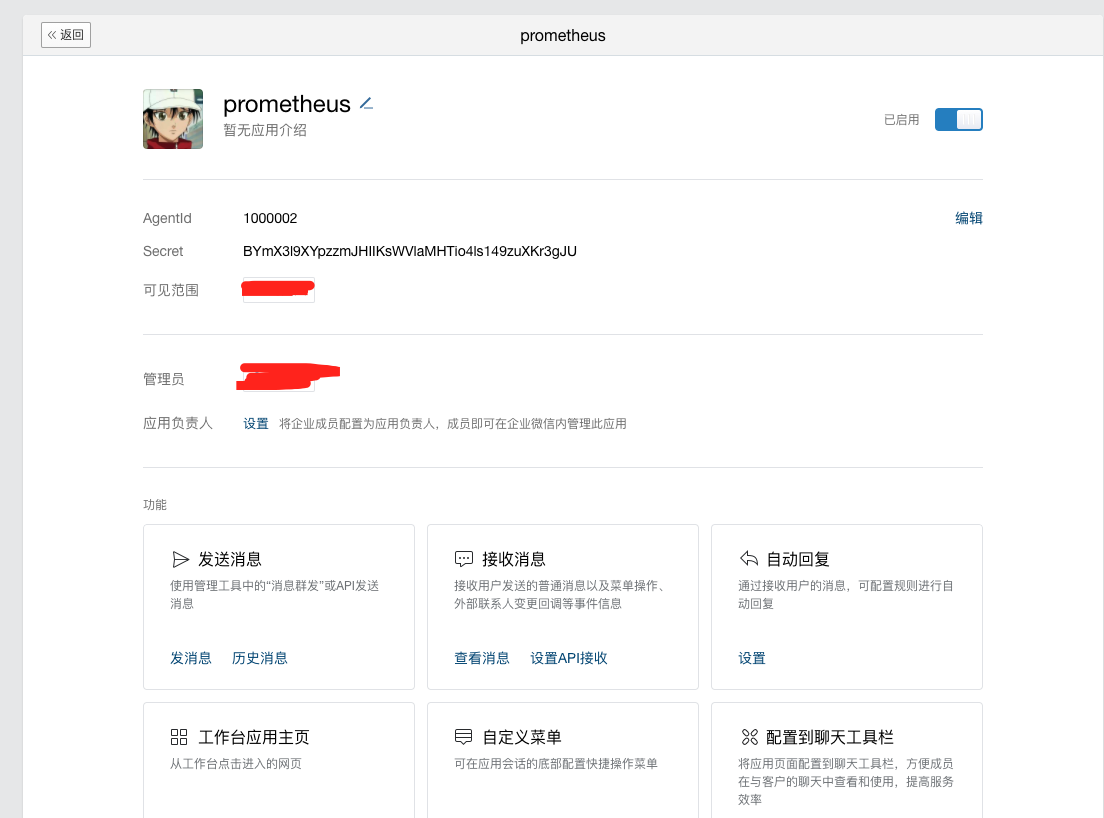 返回
prometheus
prometheus
暂无应用介绍
已启用
AgentId
1000002
编辑
Secret
BYmX3l9XYpzzmJHIIKsWVlaMHTio4ls149zuXKr3gJU
可见范围
管理员
应用负责人
设置 将企业成员配置为应用负责人，成员即可在企业微信内管理此应用
功能
发送消息
使用管理工具中的“消息群发”或API发送
消息
发消息 历史消息
接收消息
接收用户发送的普通消息以及菜单操作、
外部联系人变更回调等事件信息
查看消息 设置API接收
自动回复
通过接收用户的消息，可配置规则进行自
动回复
设置
工作台应用主页
从工作台点击进入的网页
自定义菜单
可在应用会话的底部配置快捷操作菜单
配置到聊天工具栏
将应用页面配置到聊天工具栏，方便成员
在与客户的聊天中查看和使用，提高服务
效率